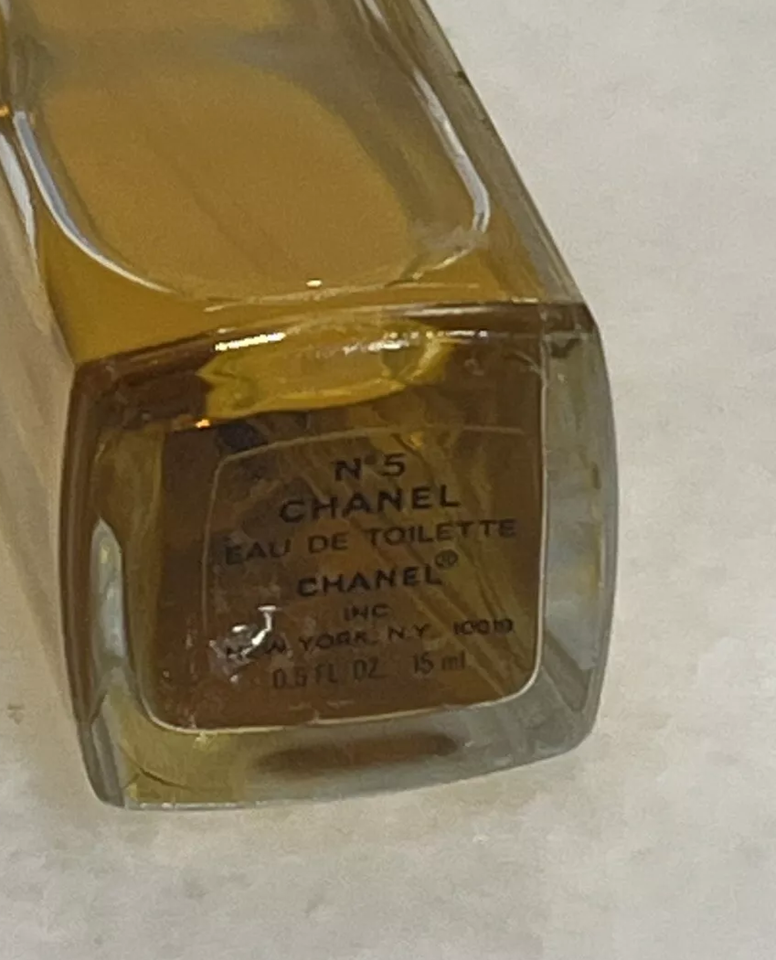 N°5
CHANEL
EAU DE TOILETTE
CHANEL®
INC
NEW YORK, N.Y. 10019
0.5 FL. OZ. 15 ml